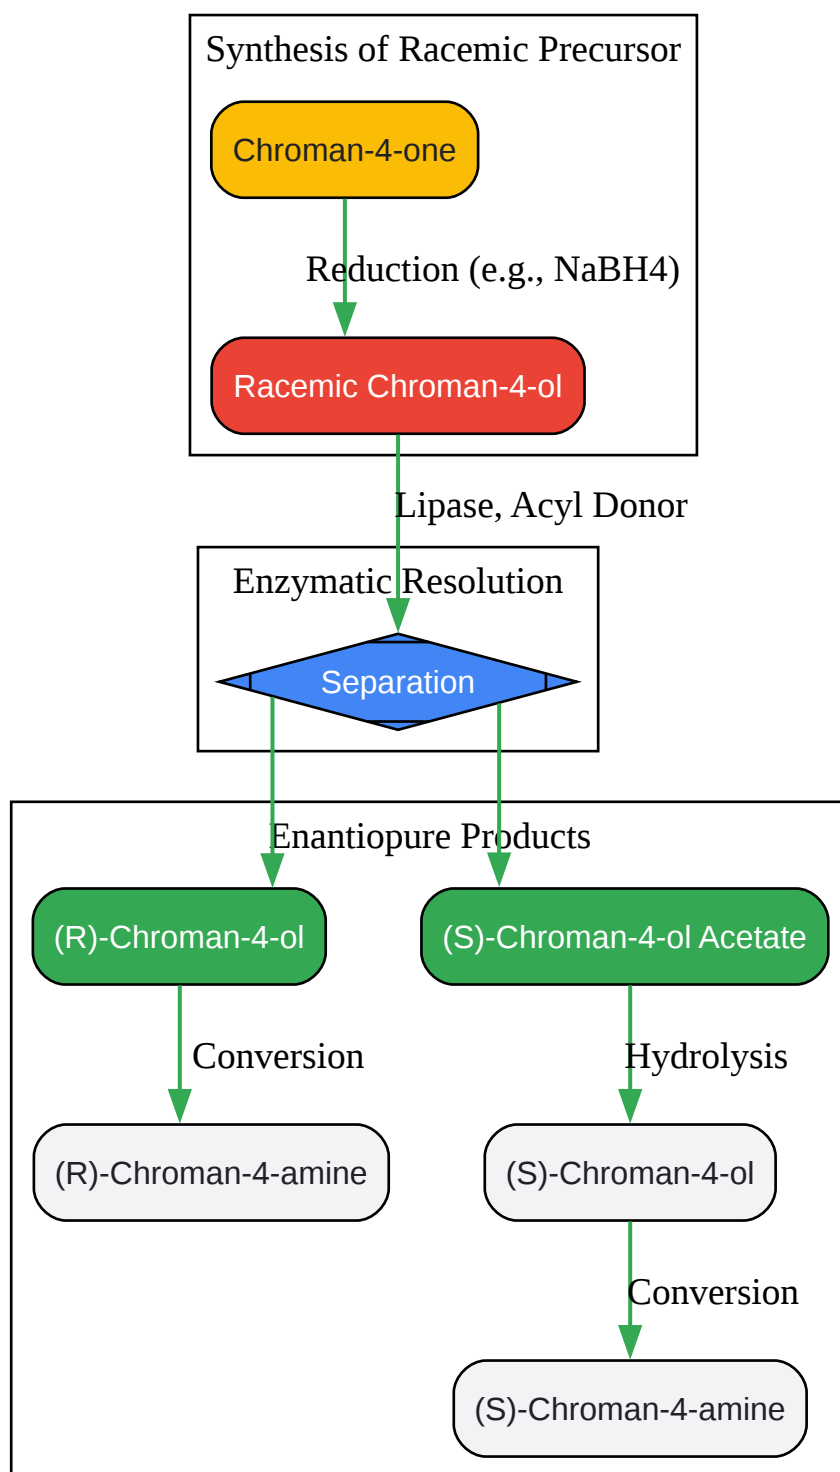 Synthesis of Racemic Precursor
Chroman-4-one
Reduction (e.g., NaBH4)
Racemic Chroman-4-ol
Lipase, Acyl Donor
Enzymatic Resolution
Separation
Enantiopure Products
(R)-Chroman-4-ol
(S)-Chroman-4-ol Acetate
Conversion
Hydrolysis
(R)-Chroman-4-amine
(S)-Chroman-4-ol
Conversion
(S)-Chroman-4-amine